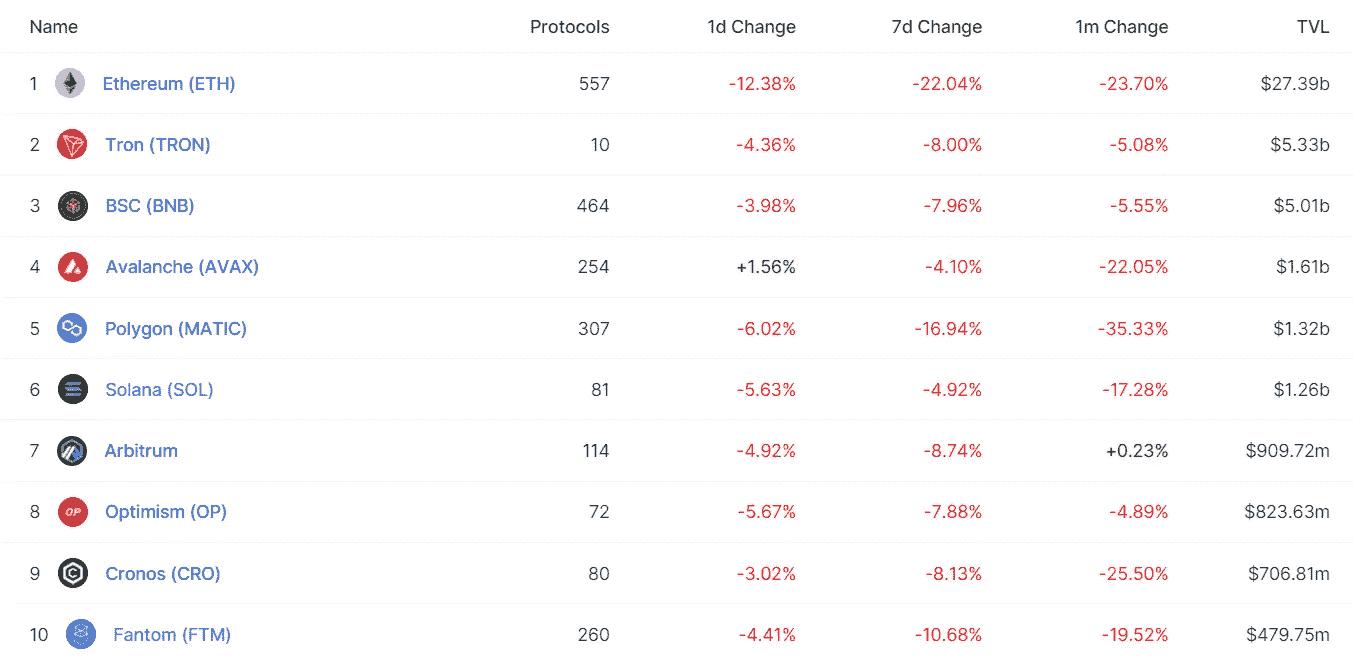 Name Protocols 1d Change 7d Change 1m Change TVL
1 Ethereum (ETH) 557 -12.38% -22.04% -23.70% $27.39b
2 Tron (TRON) 10 -4.36% -8.00% -5.08% $5.33b
3 BSC (BNB) 464 -3.98% -7.96% -5.55% $5.01b
4 Avalanche (AVAX) 254 +1.56% -4.10% -22.05% $1.61b
5 Polygon (MATIC) 307 -6.02% -16.94% -35.33% $1.32b
6 Solana (SOL) 81 -5.63% -4.92% -17.28% $1.26b
7 Arbitrum 114 -4.92% -8.74% +0.23% $909.72m
8 OP Optimism (OP) 72 -5.67% -7.88% -4.89% $823.63m
9 Cronos (CRO) 80 -3.02% -8.13% -25.50% $706.81m
10 Fantom (FTM) 260 -4.41% -10.68% -19.52% $479.75m